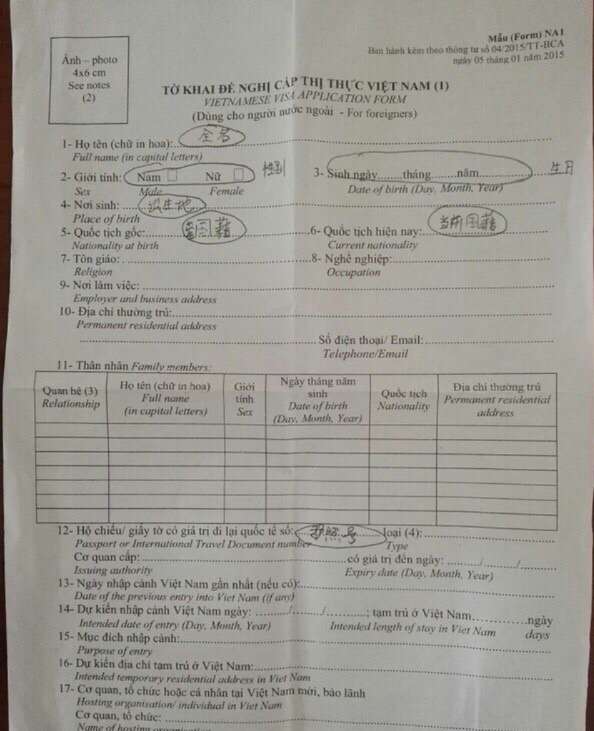 Mẫu (Form) NA1
Ban hành kèm theo thông tư số 04/2015/TT-BCA
ngày 05 tháng 01 năm 2015
Ảnh – photo
4x6 cm
See notes
(2)
TỜ KHAI ĐỀ NGHỊ CẤP THỊ THỰC VIỆT NAM (1)
VIETNAMESE VISA APPLICATION FORM
(Dùng cho người nước ngoài - For foreigners)
1- Họ tên (chữ in hoa): 全名
Full name (in capital letters)
2- Giới tính: Nam □ Nữ □ 性别 3- Sinh ngày.......tháng.......năm 生日
Sex Male Female Date of birth (Day, Month, Year)
4- Nơi sinh: 出生地
Place of birth
5- Quốc tịch gốc: 国籍 6- Quốc tịch hiện nay: 当前国籍
Nationality at birth Current nationality
7- Tôn giáo: 8- Nghề nghiệp:
Religion Occupation
9- Nơi làm việc:
Employer and business address
10- Địa chỉ thường trú:
Permanent residential address
Số điện thoại/ Email:
Telephone/Email
11- Thân nhân Family members:
Quan hệ (3) Relationship
Họ tên (chữ in hoa) Full name (in capital letters)
Giới tính Sex
Ngày tháng năm sinh Date of birth (Day, Month, Year)
Quốc tịch Nationality
Địa chỉ thường trú Permanent residential address
12- Hộ chiếu/ giấy tờ có giá trị đi lại quốc tế số: 护照号 loại (4):
Passport or International Travel Document number Type
Cơ quan cấp: có giá trị đến ngày: ....../....../......
Issuing authority Expiry date (Day, Month, Year)
13- Ngày nhập cảnh Việt Nam gần nhất (nếu có):
Date of the previous entry into Viet Nam (if any)
14- Dự kiến nhập cảnh Việt Nam ngày: ....../....../......; tạm trú ở Việt Nam..........ngày
Intended date of entry (Day, Month, Year) Intended length of stay in Viet Nam days
15- Mục đích nhập cảnh:
Purpose of entry
16- Dự kiến địa chỉ tạm trú ở Việt Nam:
Intended temporary residential address in Viet Nam
17- Cơ quan, tổ chức hoặc cá nhân tại Việt Nam mời, bảo lãnh
Hosting organisation/ individual in Viet Nam
Cơ quan, tổ chức:
Name of hosting organisation